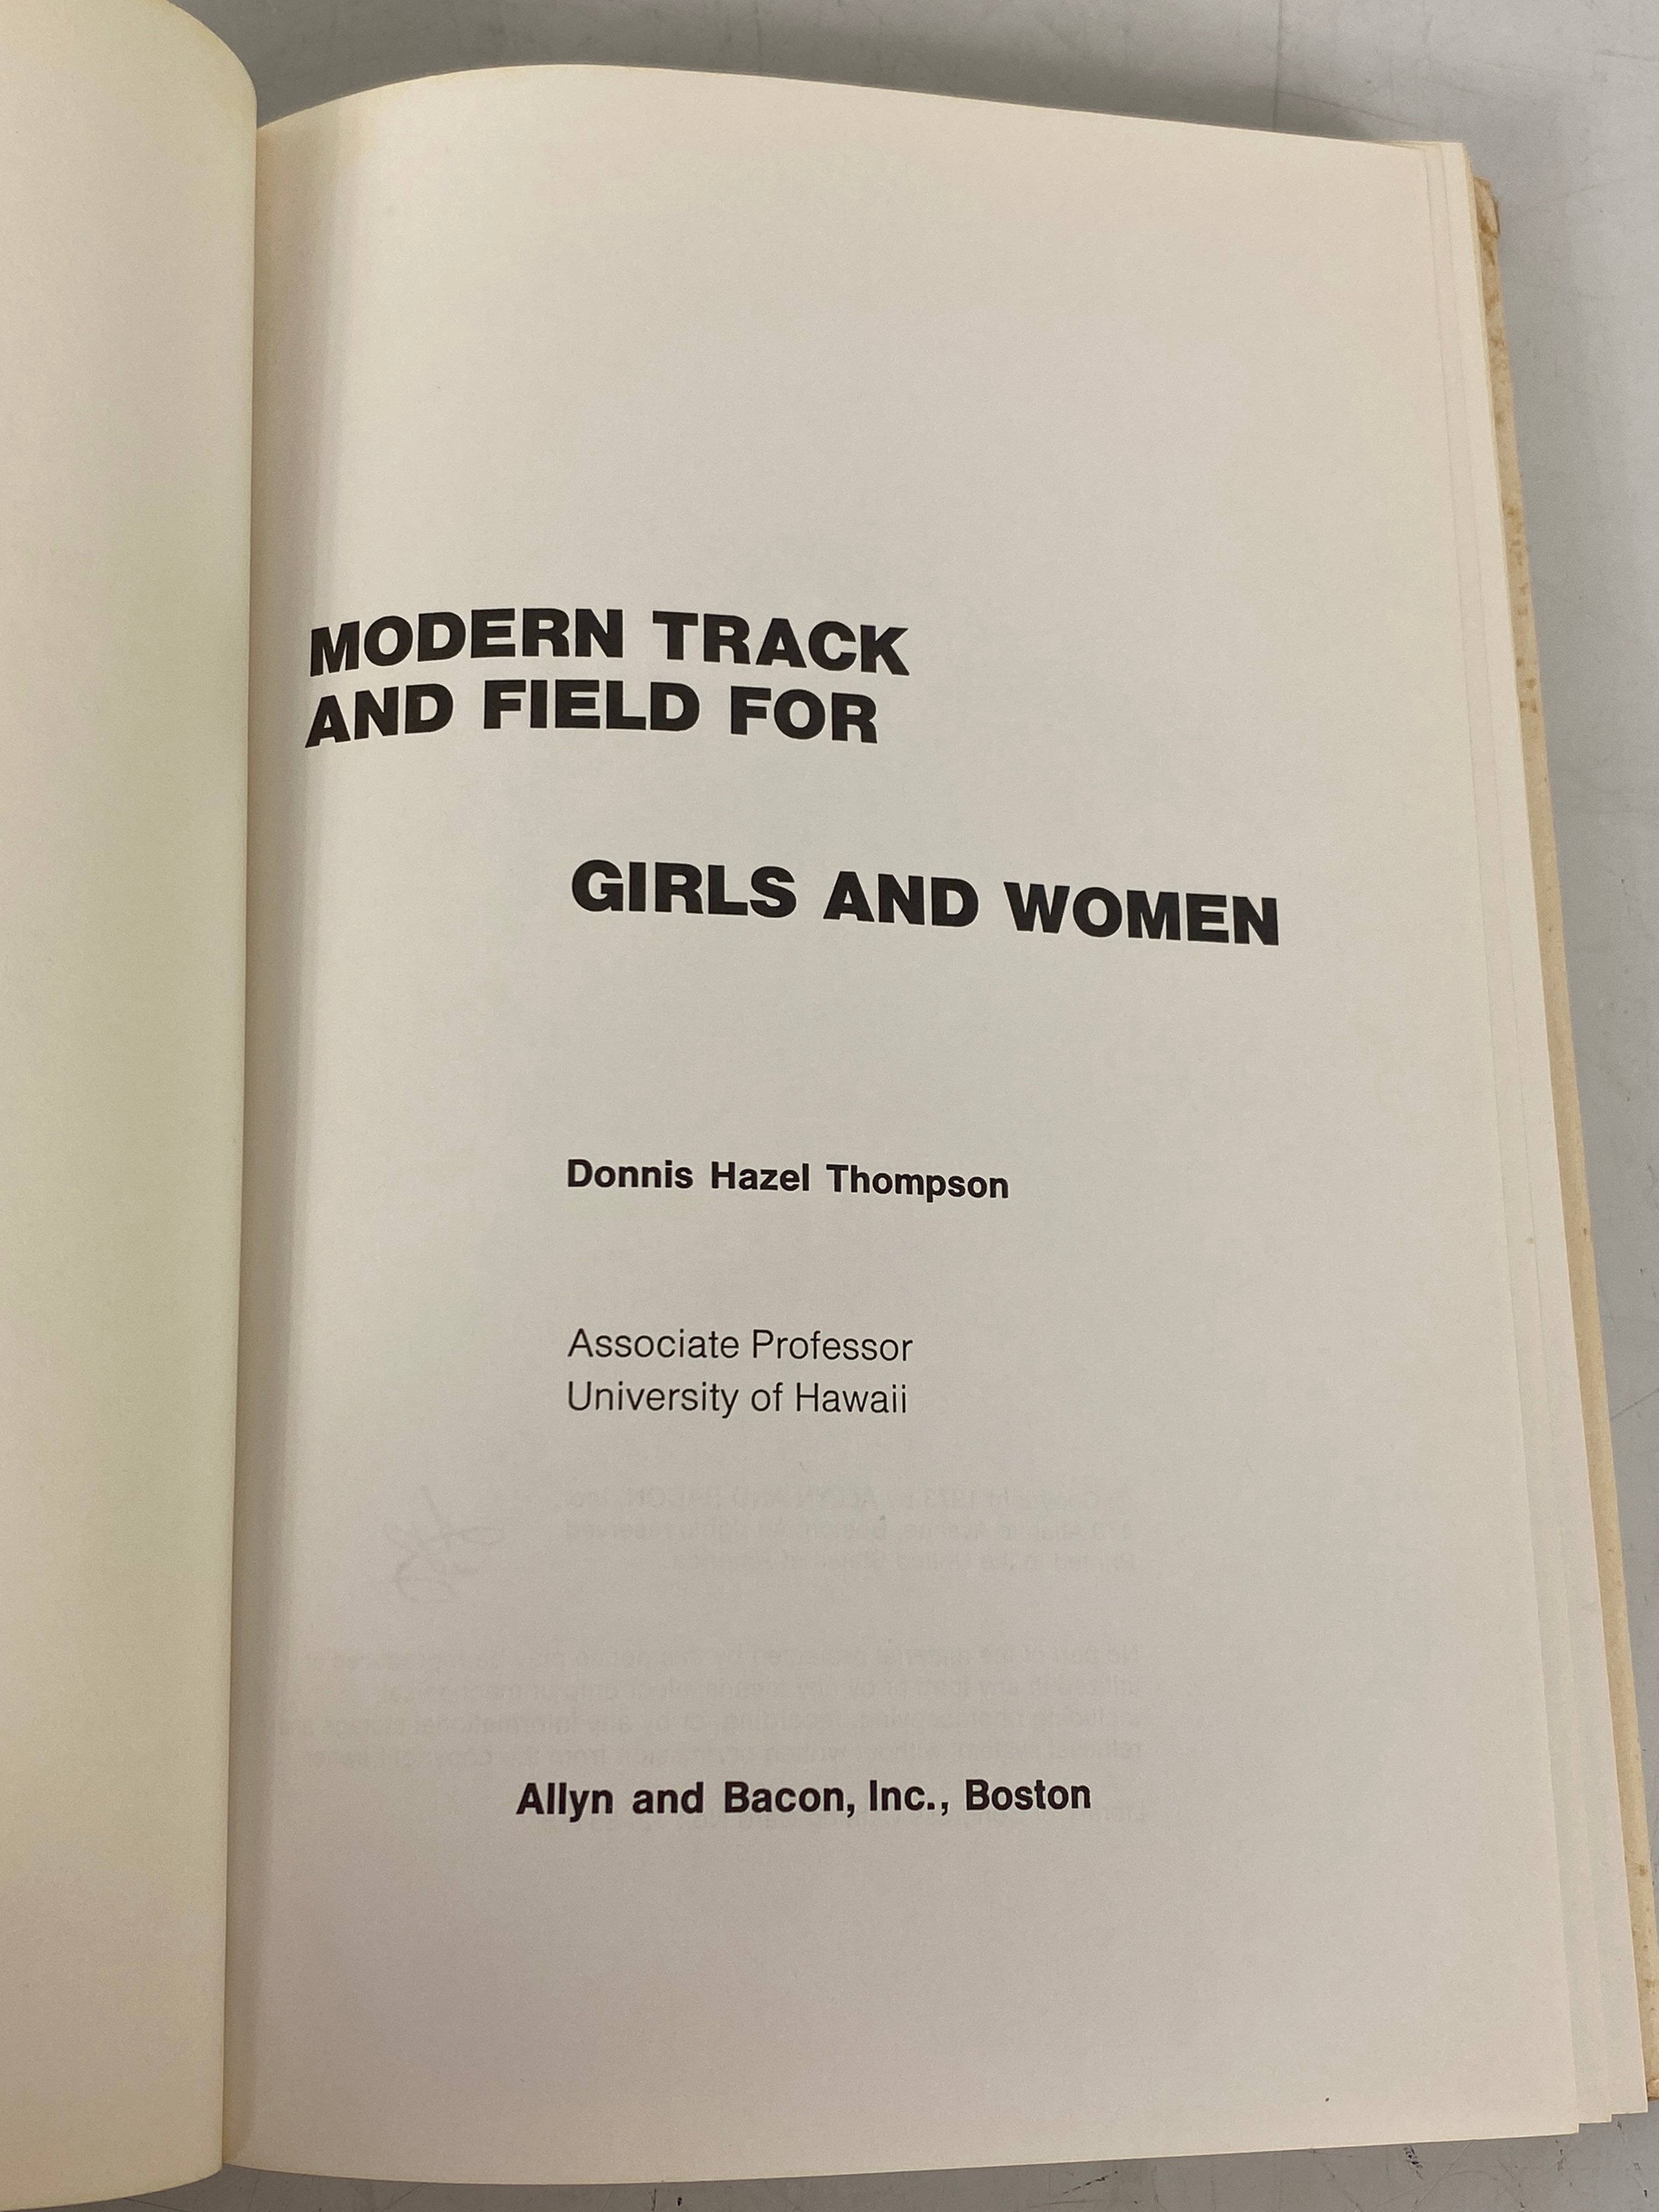 MODERN TRACK
AND FIELD FOR
GIRLS AND WOMEN
Donnis Hazel Thompson
Associate Professor
University of Hawaii
Allyn and Bacon, Inc., Boston